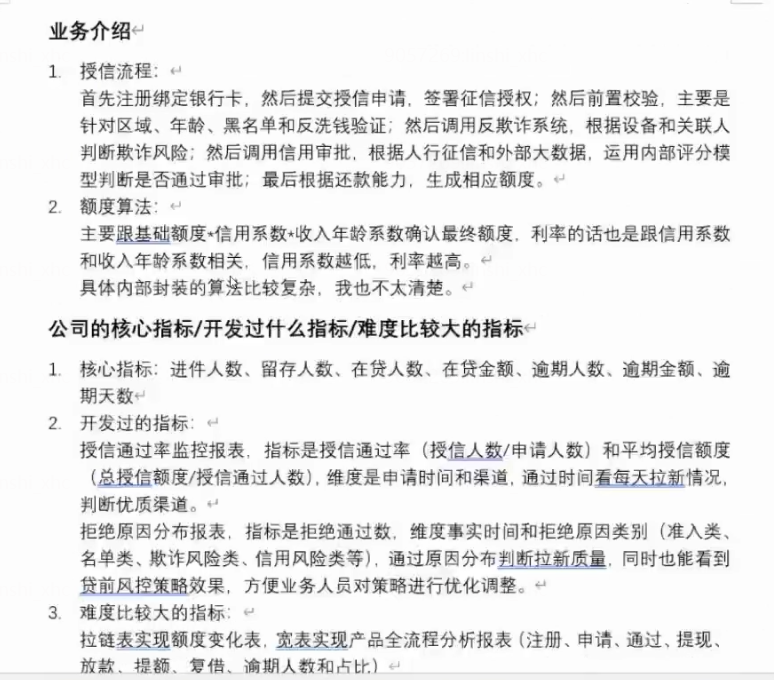 业务介绍
1. 授信流程：
首先注册绑定银行卡，然后提交授信申请，签署征信授权；然后前置校验，主要是
针对区域、年龄、黑名单和反洗钱验证；然后调用反欺诈系统，根据设备和关联人
判断欺诈风险；然后调用信用审批，根据人行征信和外部大数据，运用内部评分模
型判断是否通过审批；最后根据还款能力，生成相应额度。
2. 额度算法：
主要跟基础额度*信用系数*收入年龄系数确认最终额度，利率的话也是跟信用系数
和收入年龄系数相关，信用系数越低，利率越高。
具体内部封装的算法比较复杂，我也不太清楚。
公司的核心指标/开发过什么指标/难度比较大的指标
1. 核心指标：进件人数、留存人数、在贷人数、在贷金额、逾期人数、逾期金额、逾
期天数
2. 开发过的指标：
授信通过率监控报表，指标是授信通过率（授信人数/申请人数）和平均授信额度
（总授信额度/授信通过人数），维度是申请时间和渠道，通过时间看每天拉新情况，
判断优质渠道。
拒绝原因分布报表，指标是拒绝通过数，维度事实时间和拒绝原因类别（准入类、
名单类、欺诈风险类、信用风险类等），通过原因分布判断拉新质量，同时也能看到
贷前风控策略效果，方便业务人员对策略进行优化调整。
3. 难度比较大的指标：
拉链表实现额度变化表，宽表实现产品全流程分析报表（注册、申请、通过、提现、
放款、提额、复借、逾期人数和占比）